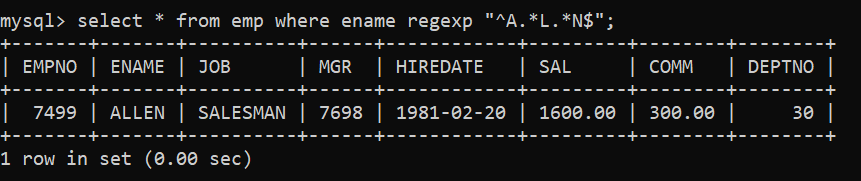 mysql> select * from emp where ename regexp "^A.*L.*N$";
+-------+-------+----------+------+------------+---------+--------+--------+
| EMPNO | ENAME | JOB      | MGR  | HIREDATE   | SAL     | COMM   | DEPTNO |
+-------+-------+----------+------+------------+---------+--------+--------+
|  7499 | ALLEN | SALESMAN | 7698 | 1981-02-20 | 1600.00 | 300.00 |     30 |
+-------+-------+----------+------+------------+---------+--------+--------+
1 row in set (0.00 sec)